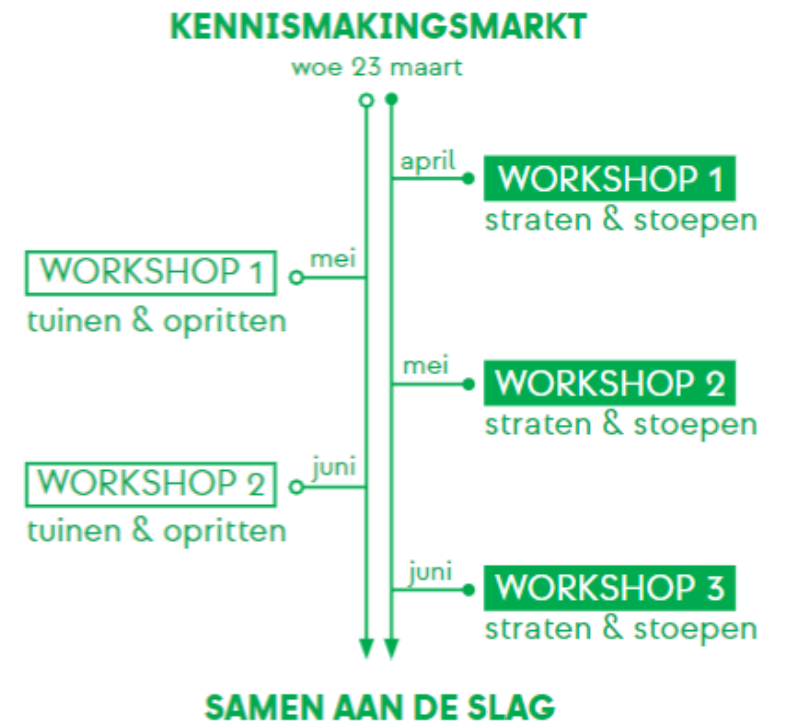 KENNISMAKINGSMARKT
woe 23 maart
april
WORKSHOP 1
straten & stoepen
mei
WORKSHOP 1
tuinen & opritten
mei
WORKSHOP 2
straten & stoepen
juni
WORKSHOP 2
tuinen & opritten
juni
WORKSHOP 3
straten & stoepen
SAMEN AAN DE SLAG